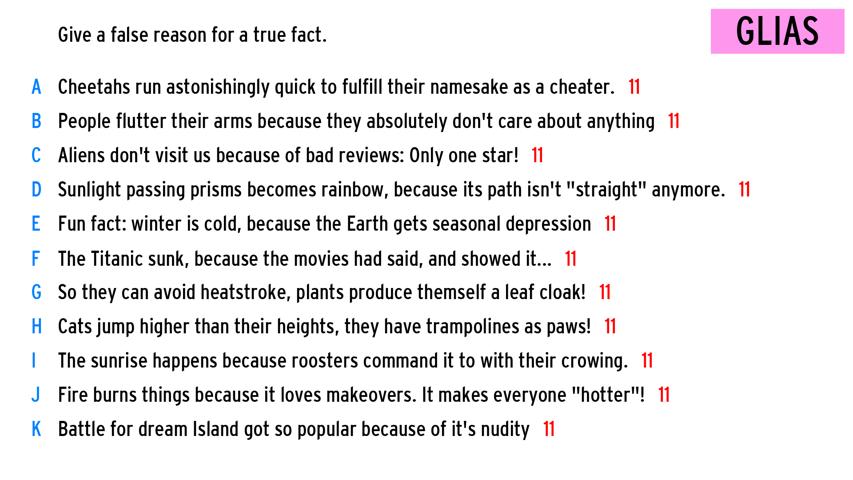 Give a false reason for a true fact.
GLIAS
A Cheetahs run astonishingly quick to fulfill their namesake as a cheater. 11
B People flutter their arms because they absolutely don't care about anything 11
C Aliens don't visit us because of bad reviews: Only one star! 11
D Sunlight passing prisms becomes rainbow, because its path isn't "straight" anymore. 11
E Fun fact: winter is cold, because the Earth gets seasonal depression 11
F The Titanic sunk, because the movies had said, and showed it... 11
G So they can avoid heatstroke, plants produce themself a leaf cloak! 11
H Cats jump higher than their heights, they have trampolines as paws! 11
I The sunrise happens because roosters command it to with their crowing. 11
J Fire burns things because it loves makeovers. It makes everyone "hotter"! 11
K Battle for dream Island got so popular because of it's nudity 11